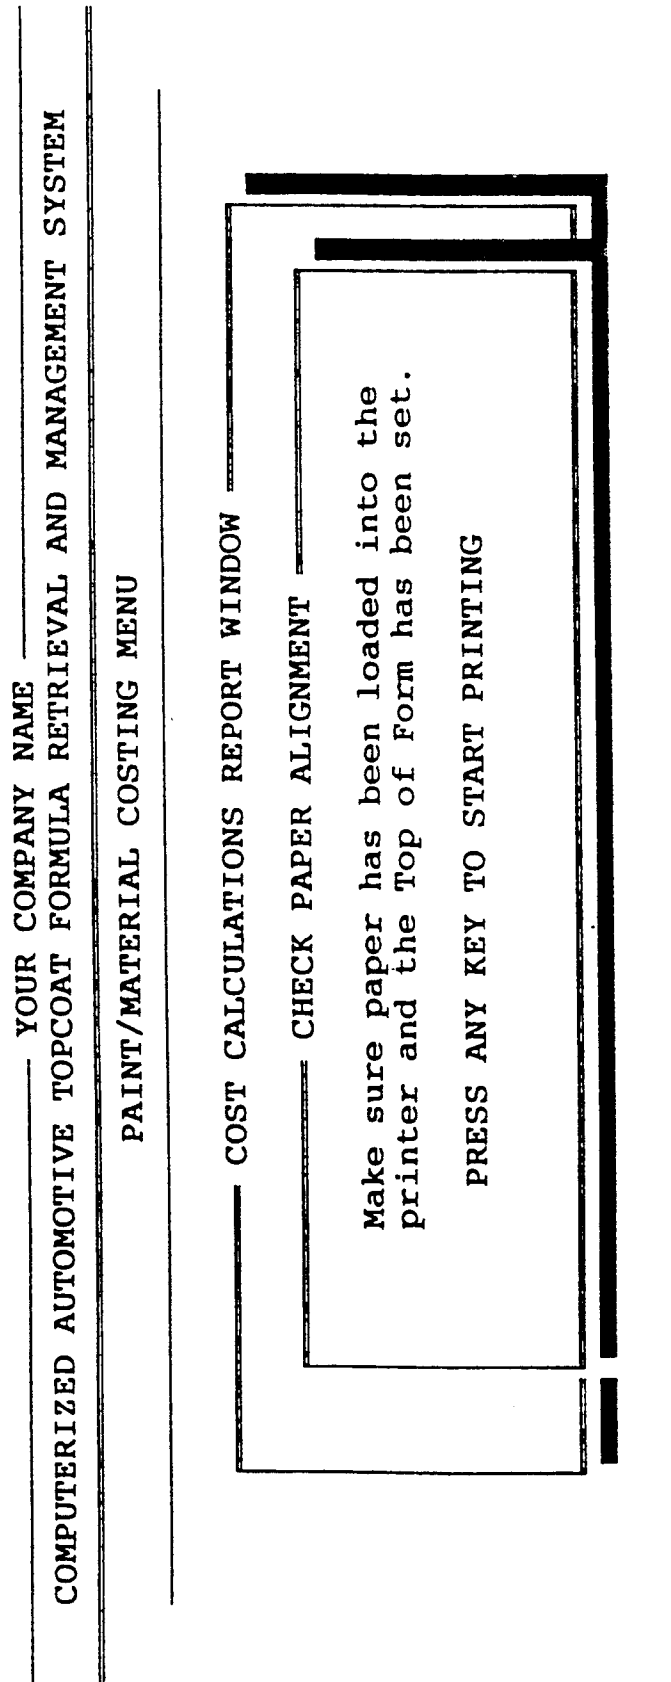 YOUR COMPANY NAME
COMPUTERIZED AUTOMOTIVE TOPCOAT FORMULA RETRIEVAL AND MANAGEMENT SYSTEM
PAINT/MATERIAL COSTING MENU
COST CALCULATIONS REPORT WINDOW
CHECK PAPER ALIGNMENT
Make sure paper has been loaded into the
printer and the Top of Form has been set.
PRESS ANY KEY TO START PRINTING